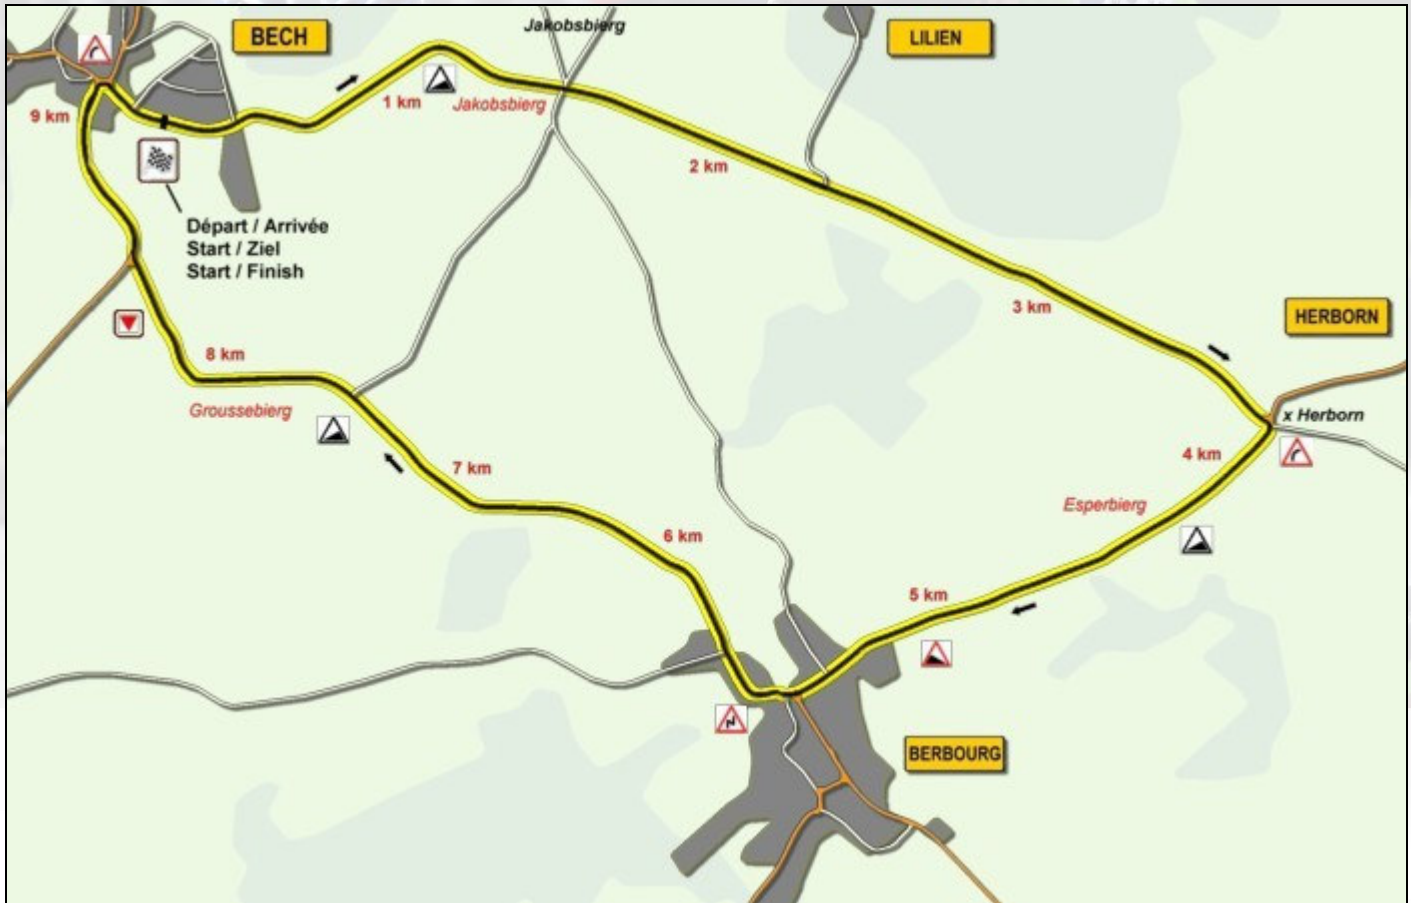 Jakobsbierg
BECH
LILIEN
1 km
Jakobsbierg
9 km
2 km
Départ / Arrivée
Start / Ziel
Start / Finish
3 km
HERBORN
8 km
Groussebierg
x Herborn
4 km
7 km
Esperbierg
6 km
5 km
BERBOURG